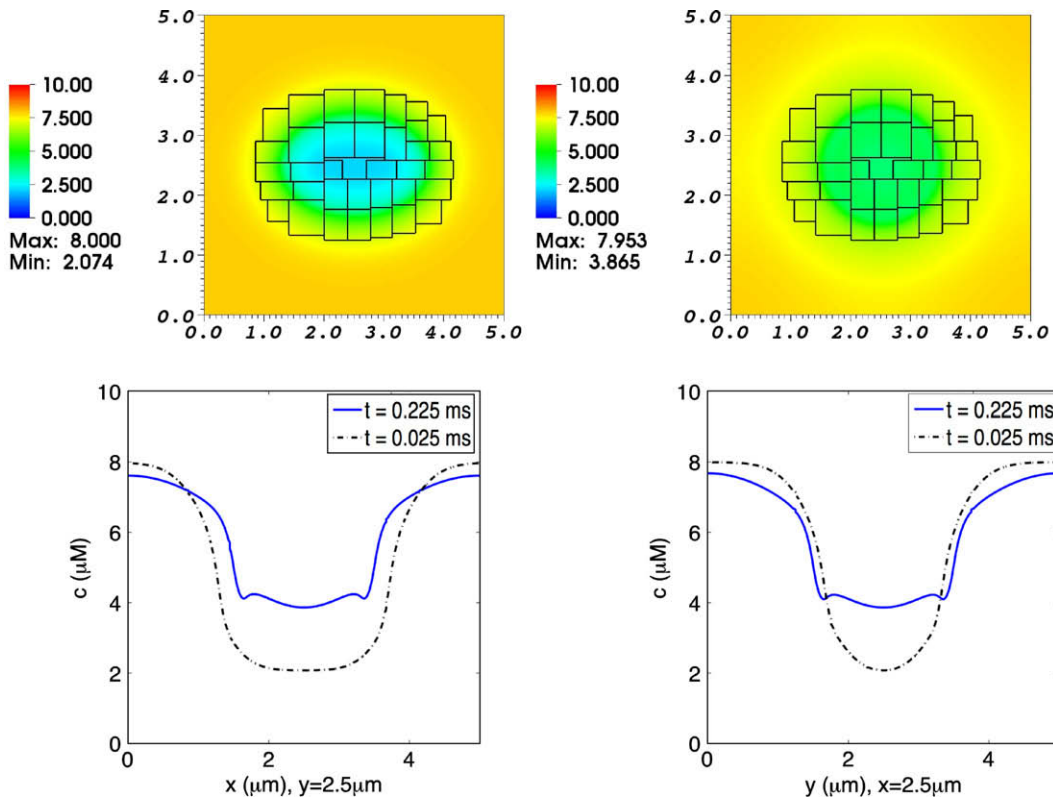 5.0
4.0
3.0
2.0
1.0
0.0
0.0 1.0 2.0 3.0 4.0 5.0
10.00
7.500
5.000
2.500
0.000
Max: 8.000
Min: 2.074
5.0
4.0
3.0
2.0
1.0
0.0
0.0 1.0 2.0 3.0 4.0 5.0
10.00
7.500
5.000
2.500
0.000
Max: 7.953
Min: 3.865
10
8
6
4
2
0
0 2 4
c (μM)
x (μm), y=2.5μm
t = 0.225 ms
t = 0.025 ms
10
8
6
4
2
0
0 2 4
c (μM)
y (μm), x=2.5μm
t = 0.225 ms
t = 0.025 ms